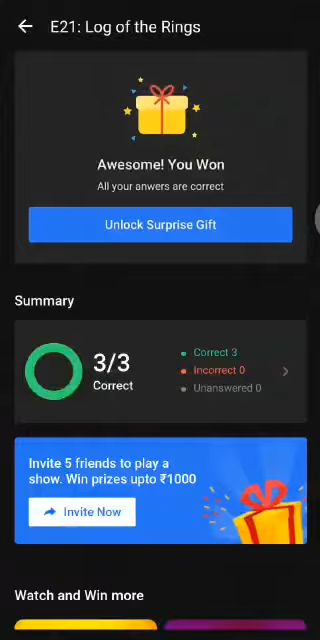 E21: Log of the Rings
Awesome! You Won
All your anwers are correct
Unlock Surprise Gift
Summary
3/3
Correct
Correct 3
Incorrect 0
Unanswered 0
Invite 5 friends to play a
show. Win prizes upto ₹1000
Invite Now
Watch and Win more